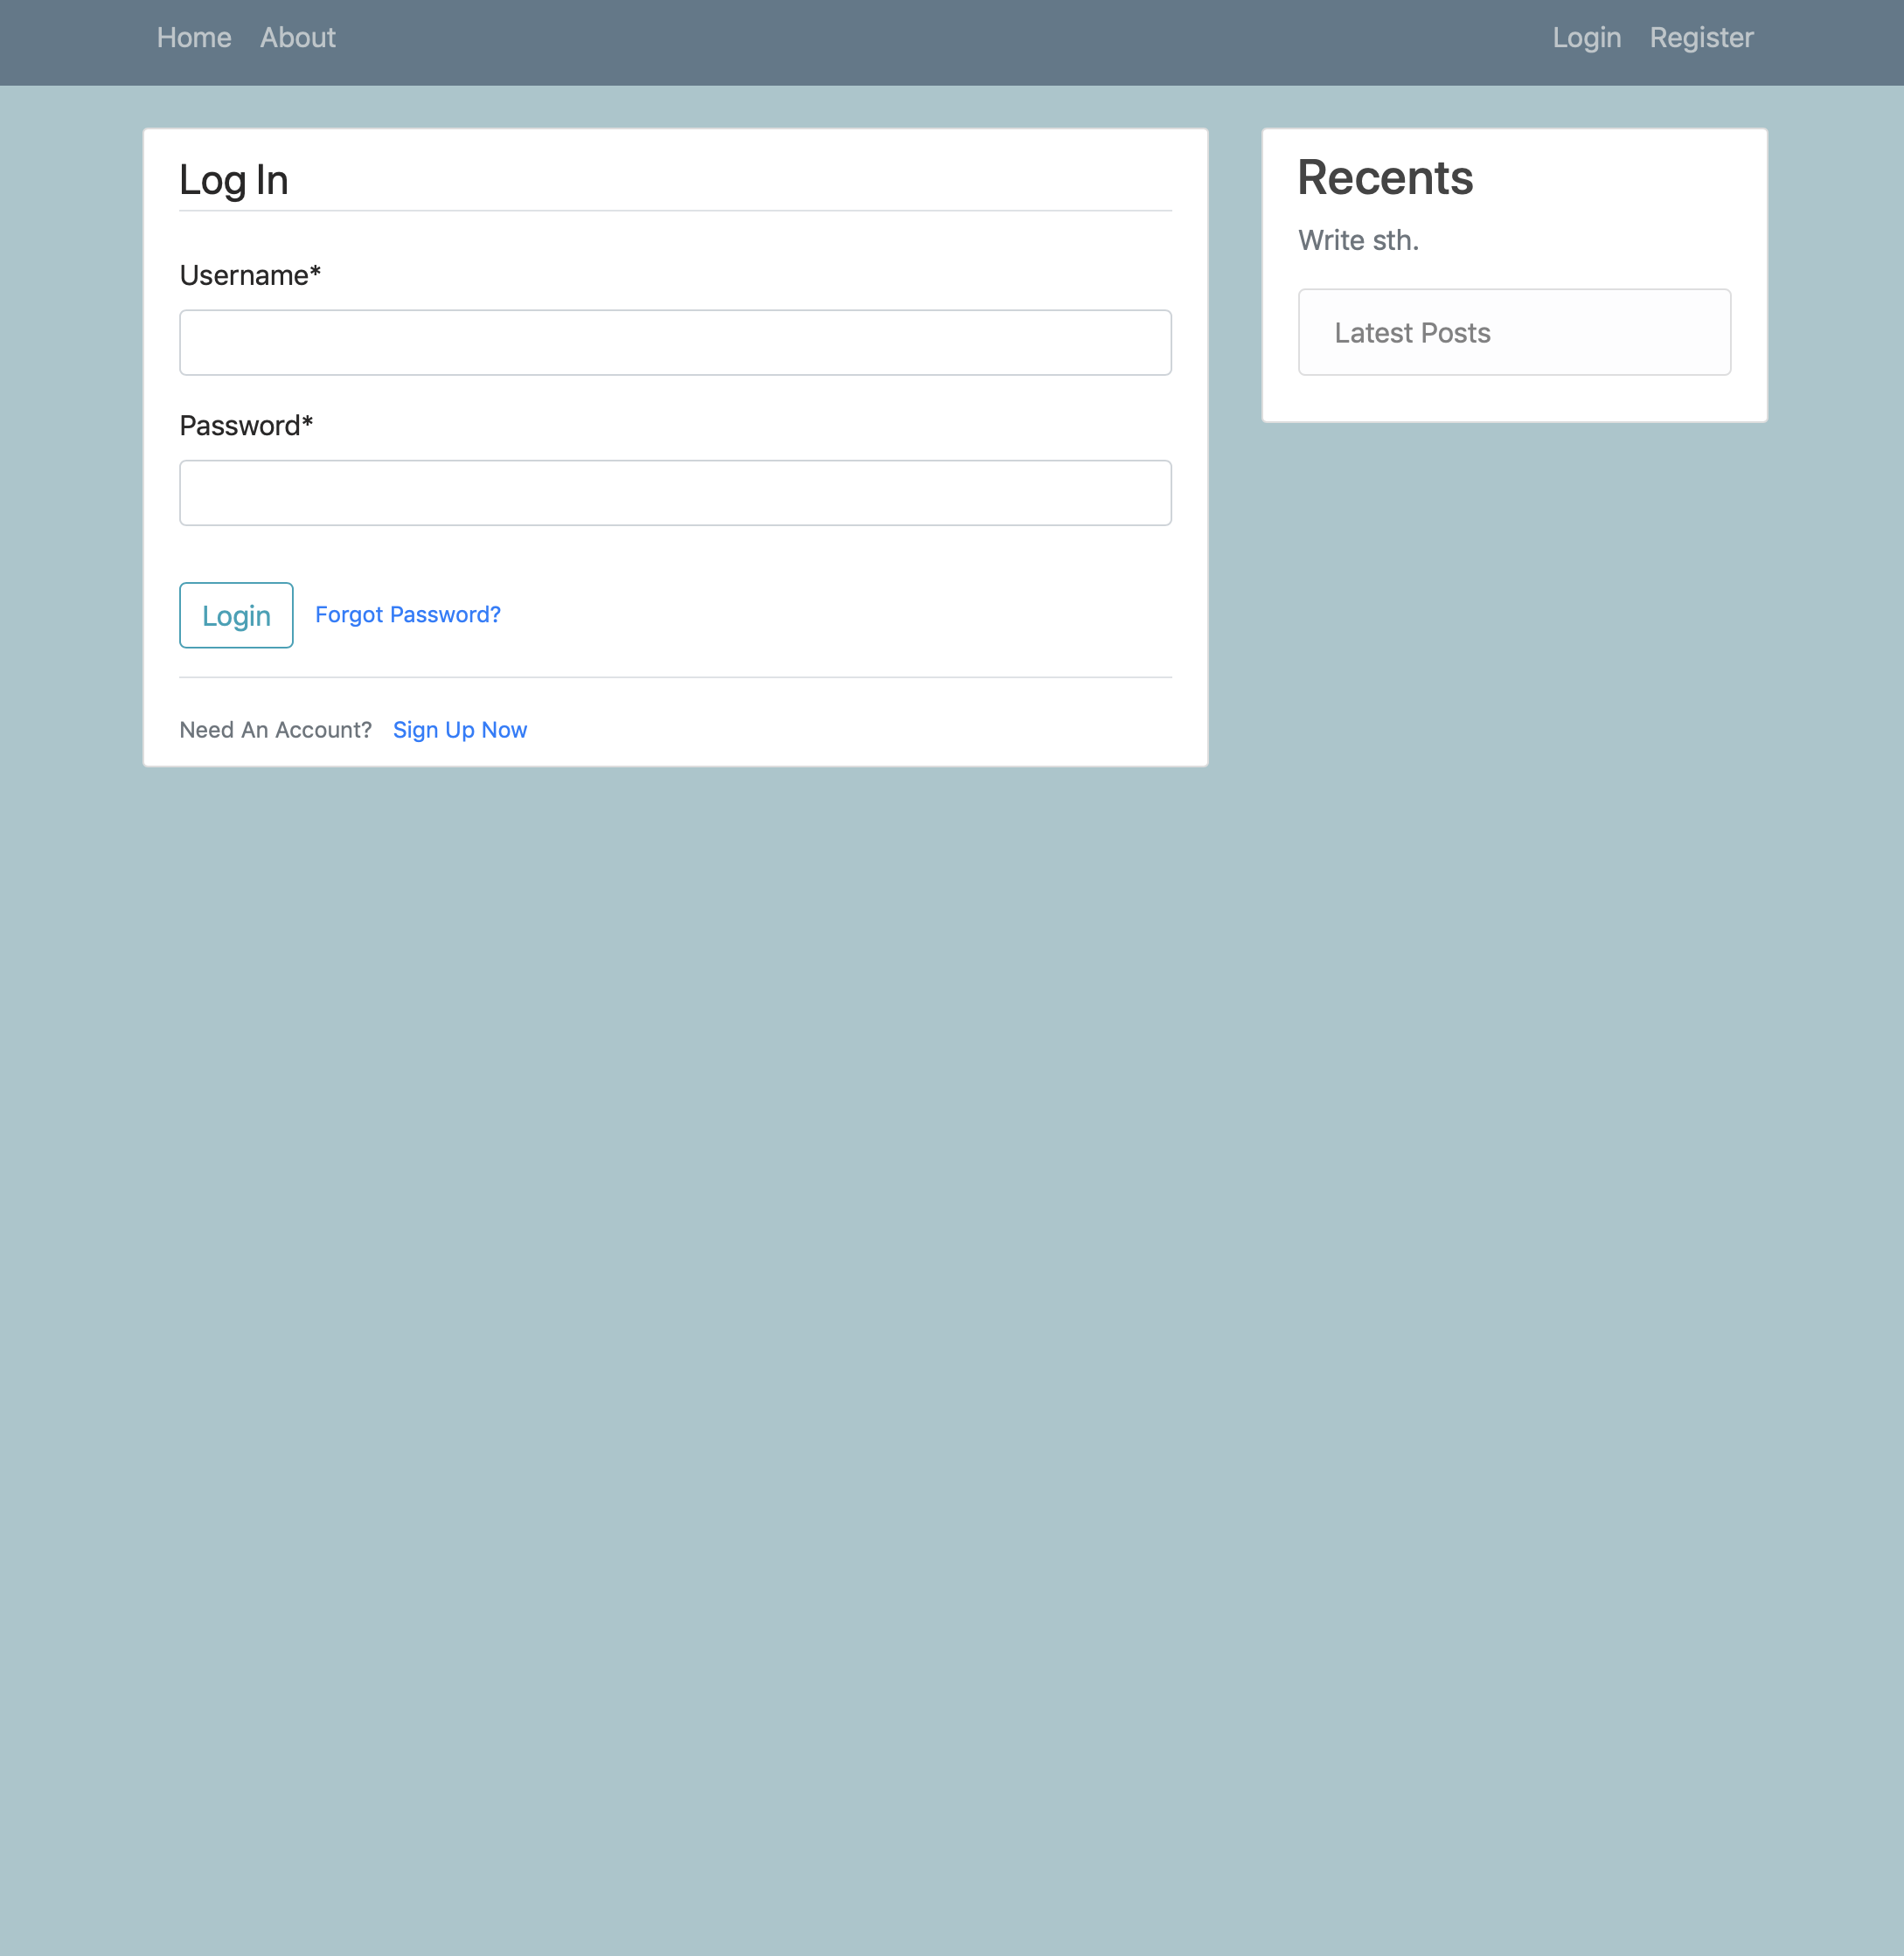 Home About Login Register
Log In
Username*
Password*
Login Forgot Password?
Need An Account? Sign Up Now
Recents
Write sth.
Latest Posts